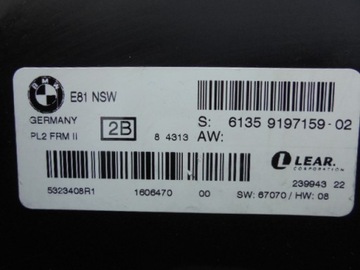 BMW
E81 NSW
GERMANY
PL2 FRM II
2B
8 4313
S: 6135 9197159-02
AW:
LEAR.
CORPORATION
239943 22
5323408R1
1606470
00
SW: 67070 / HW: 08